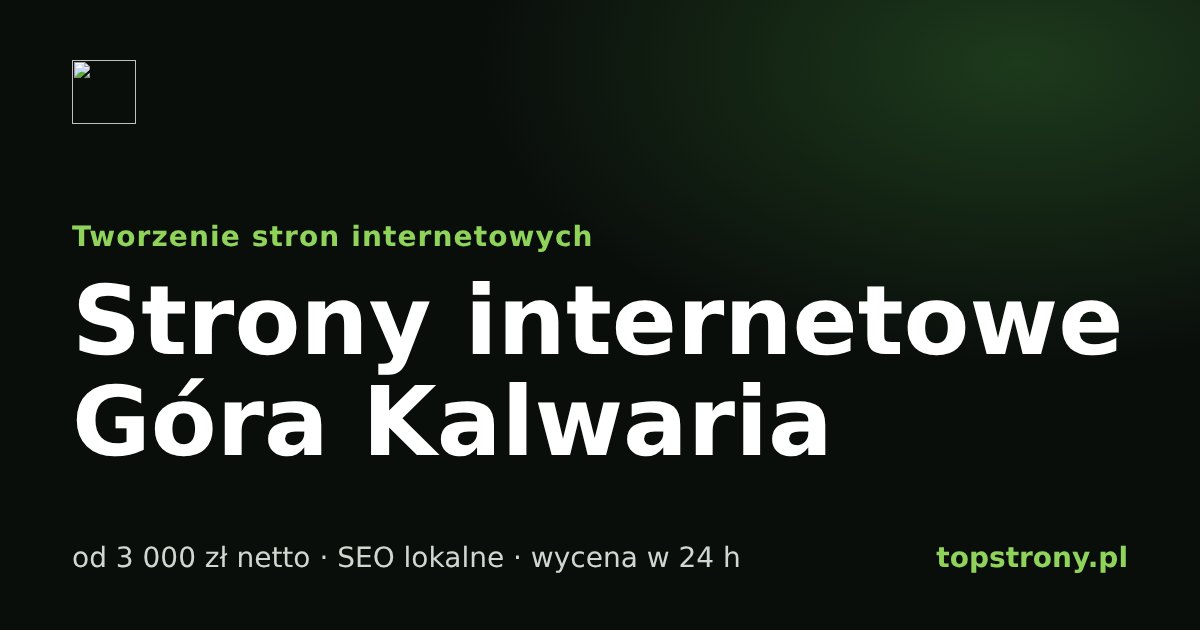 Tworzenie stron internetowych
Strony internetowe
Góra Kalwaria
od 3 000 zł netto · SEO lokalne · wycena w 24 h
topstrony.pl